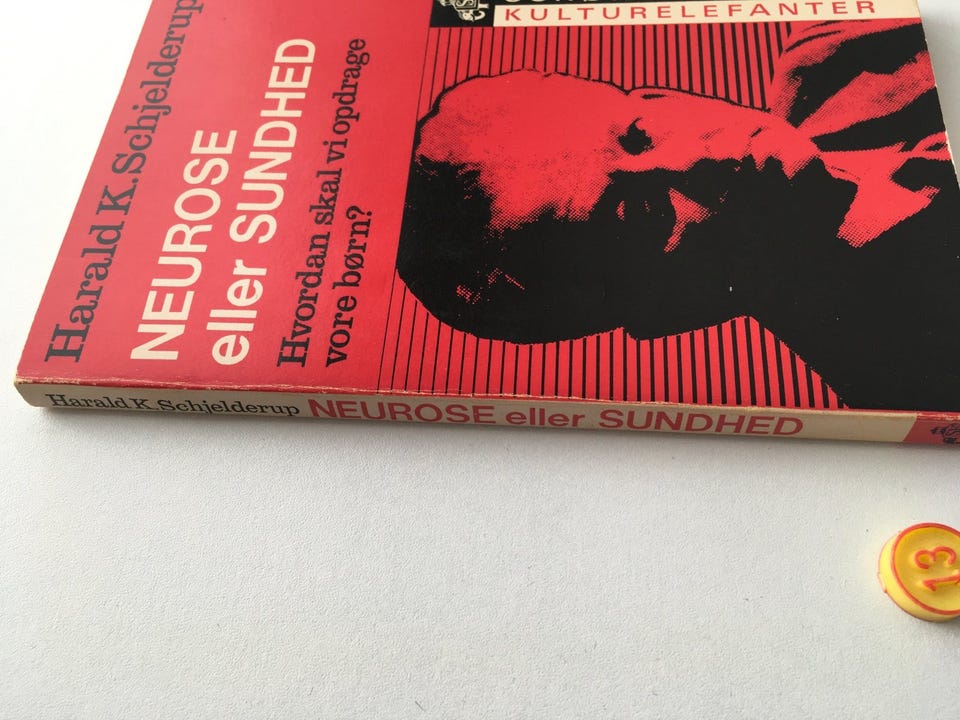 KULTURELEFANTER
Harald K. Schjelderup
NEUROSE
eller SUNDHED
Hvordan skal vi opdrage
vore børn?
Harald K. Schjelderup NEUROSE eller SUNDHED
13